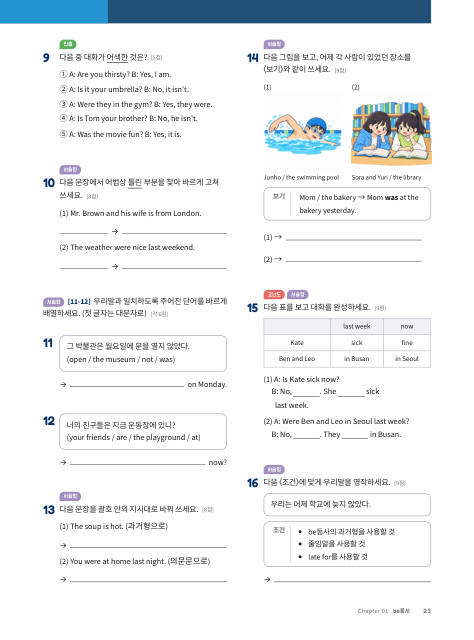 빈출
9 다음 중 대화가 어색한 것은? [5점]
① A: Are you thirsty? B: Yes, I am.
② A: Is it your umbrella? B: No, it isn't.
③ A: Were they in the gym? B: Yes, they were.
④ A: Is Tom your brother? B: No, he isn't.
⑤ A: Was the movie fun? B: Yes, it is.
서술형
10 다음 문장에서 어법상 틀린 부분을 찾아 바르게 고쳐
쓰세요. [8점]
(1) Mr. Brown and his wife is from London.
________ → ________
(2) The weather were nice last weekend.
________ → ________
서술형 [11-12] 우리말과 일치하도록 주어진 단어를 바르게
배열하세요. (첫 글자는 대문자로) [각 6점]
11 그 박물관은 월요일에 문을 열지 않았다.
(open / the museum / not / was)
→ ________ on Monday.
12 너의 친구들은 지금 운동장에 있니?
(your friends / are / the playground / at)
→ ________ now?
서술형
13 다음 문장을 괄호 안의 지시대로 바꿔 쓰세요. [8점]
(1) The soup is hot. (과거형으로)
→ ________
(2) You were at home last night. (의문문으로)
→ ________
서술형
14 다음 그림을 보고, 어제 각 사람이 있었던 장소를
〈보기〉와 같이 쓰세요. [9점]
(1) (2)
Junho / the swimming pool Sora and Yuri / the library
보기 Mom / the bakery → Mom was at the
bakery yesterday.
(1) → ________
(2) → ________
고난도 서술형
15 다음 표를 보고 대화를 완성하세요. [8점]
last week now
Kate sick fine
Ben and Leo in Busan in Seoul
(1) A: Is Kate sick now?
B: No, ______. She ______ sick
last week.
(2) A: Were Ben and Leo in Seoul last week?
B: No, ______. They ______ in Busan.
서술형
16 다음 〈조건〉에 맞게 우리말을 영작하세요. [9점]
우리는 어제 학교에 늦지 않았다.
조건 • be동사의 과거형을 사용할 것
• 줄임말을 사용할 것
• late for를 사용할 것
→ ________
Chapter 01 be동사 23